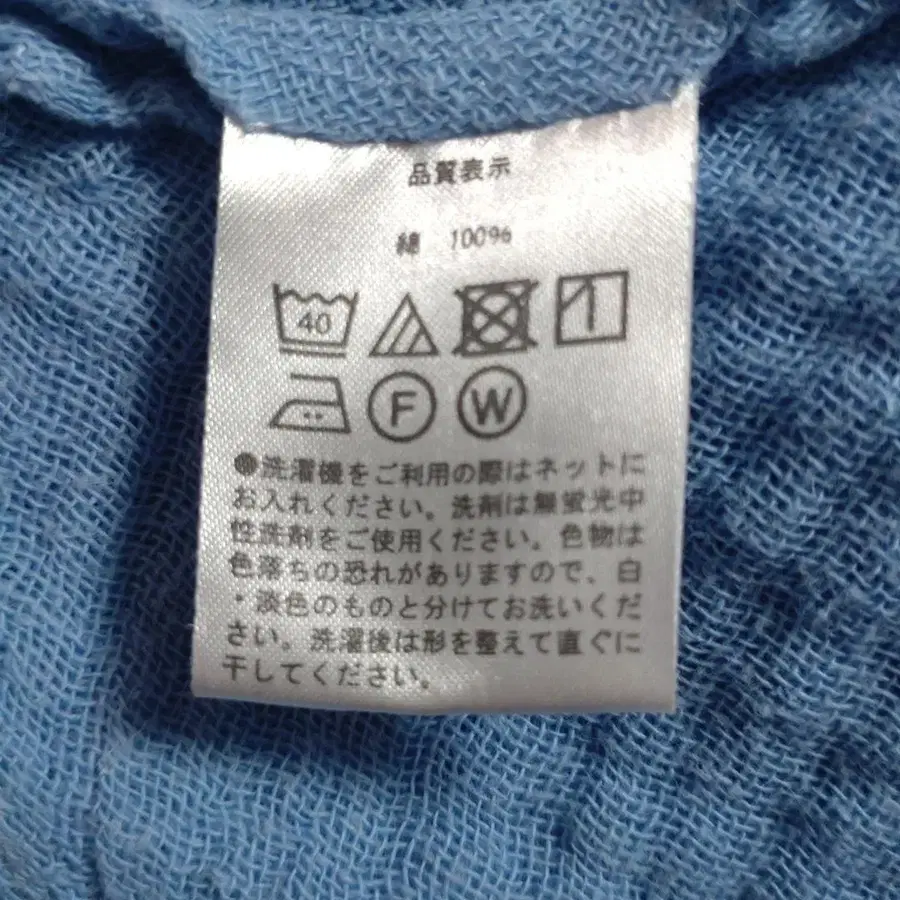 品質表示
綿 100%
40
F W
●洗濯機をご利用の際はネットに
お入れください。洗剤は無蛍光中
性洗剤をご使用ください。色物は
色落ちの恐れがありますので、白
・淡色のものと分けてお洗いくだ
さい。洗濯後は形を整えて直ぐに
干してください。